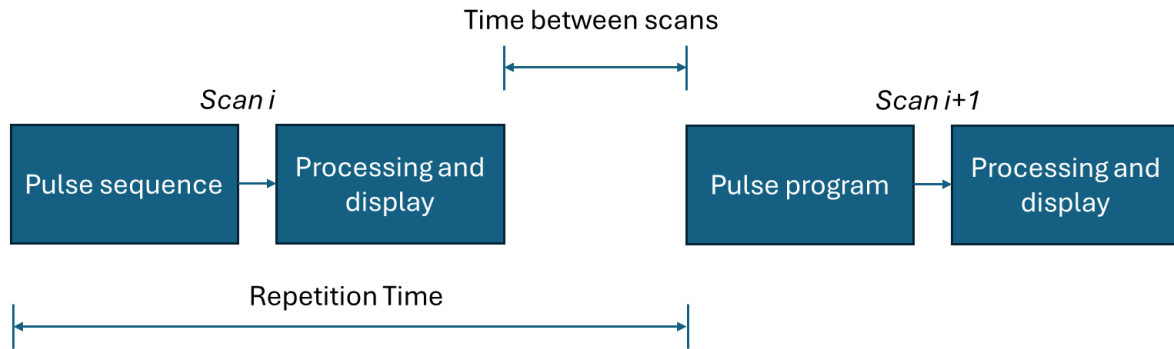 Time between scans
Scan i
Scan i+1
Pulse sequence
Processing and
display
Pulse program
Processing and
display
Repetition Time